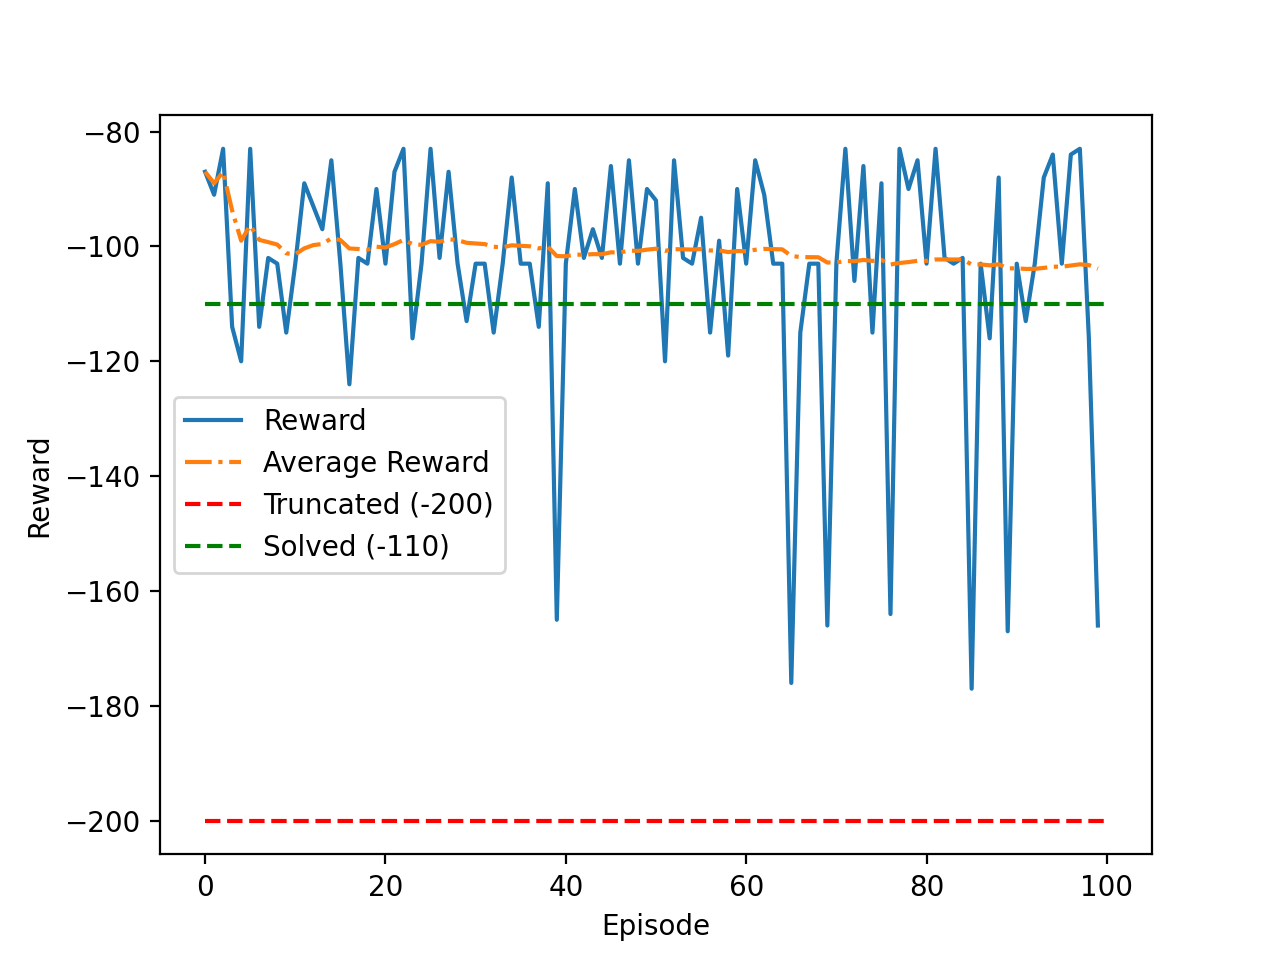 −80
−100
−120
−140
−160
−180
−200
Reward
Reward
Average Reward
Truncated (-200)
Solved (-110)
0 20 40 60 80 100
Episode